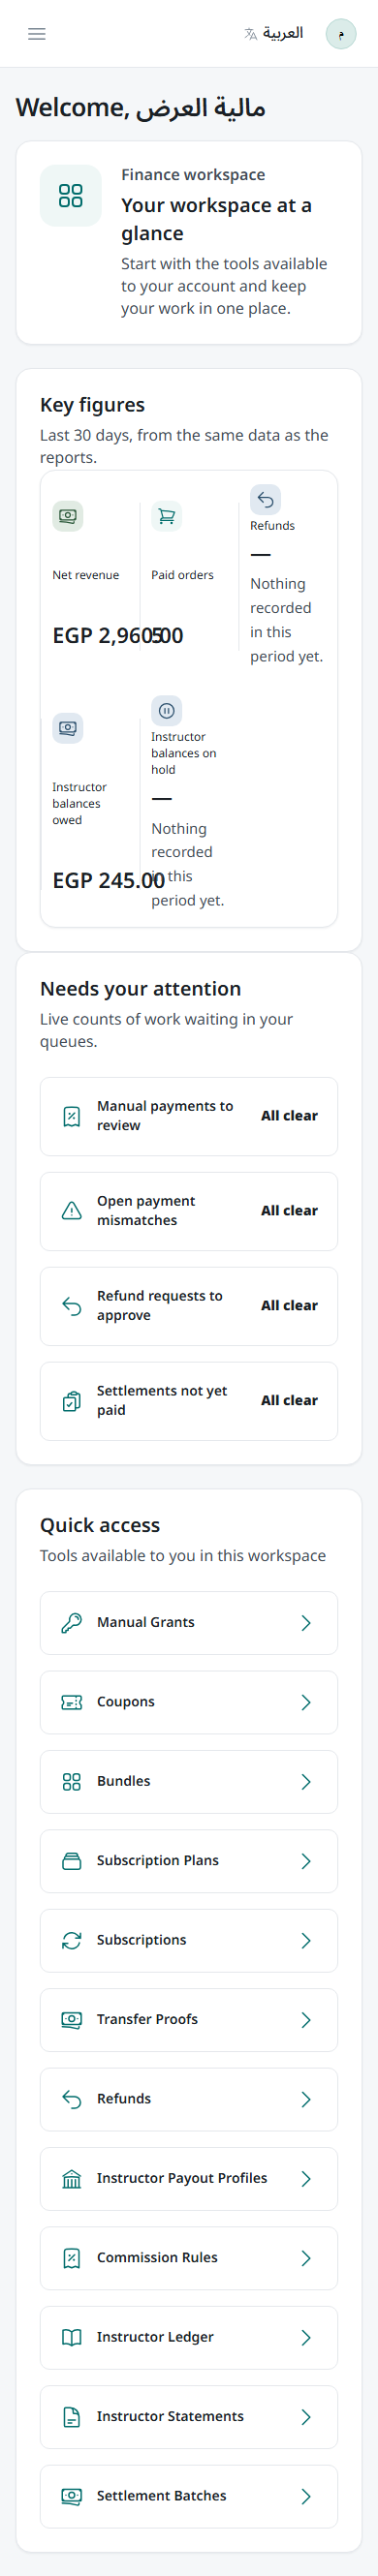 العربية
م
Welcome, مالية العرض
Finance workspace
Your workspace at a
glance
Start with the tools available
to your account and keep
your work in one place.
Key figures
Last 30 days, from the same data as the
reports.
Net revenue
EGP 2,960.00
Paid orders
5
Refunds
—
Nothing
recorded
in this
period yet.
Instructor
balances
owed
EGP 245.00
Instructor
balances on
hold
—
Nothing
recorded
in this
period yet.
Needs your attention
Live counts of work waiting in your
queues.
Manual payments to
review
All clear
Open payment
mismatches
All clear
Refund requests to
approve
All clear
Settlements not yet
paid
All clear
Quick access
Tools available to you in this workspace
Manual Grants
Coupons
Bundles
Subscription Plans
Subscriptions
Transfer Proofs
Refunds
Instructor Payout Profiles
Commission Rules
Instructor Ledger
Instructor Statements
Settlement Batches